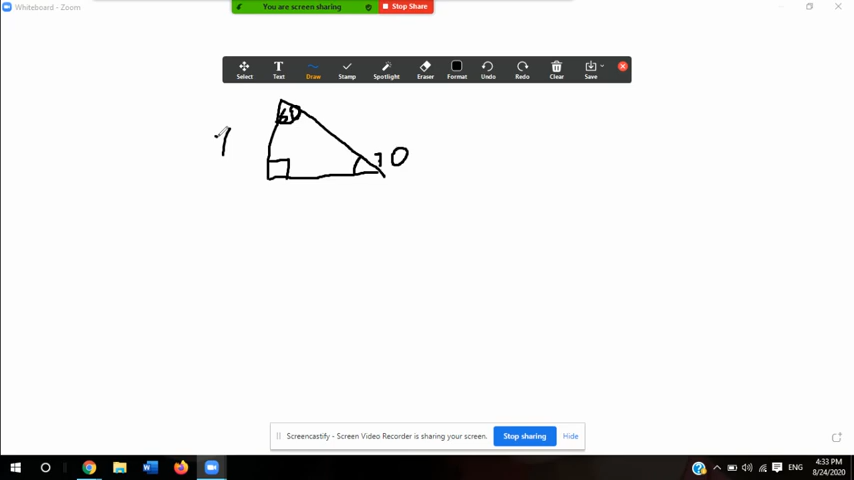 Whiteboard - Zoom
You are screen sharing
Stop Share
Select
Text
Draw
Stamp
Spotlight
Eraser
Format
Undo
Redo
Clear
Save
60
Screencastify - Screen Video Recorder is sharing your screen.
Stop sharing
Hide
ENG
4:33 PM
8/24/2020